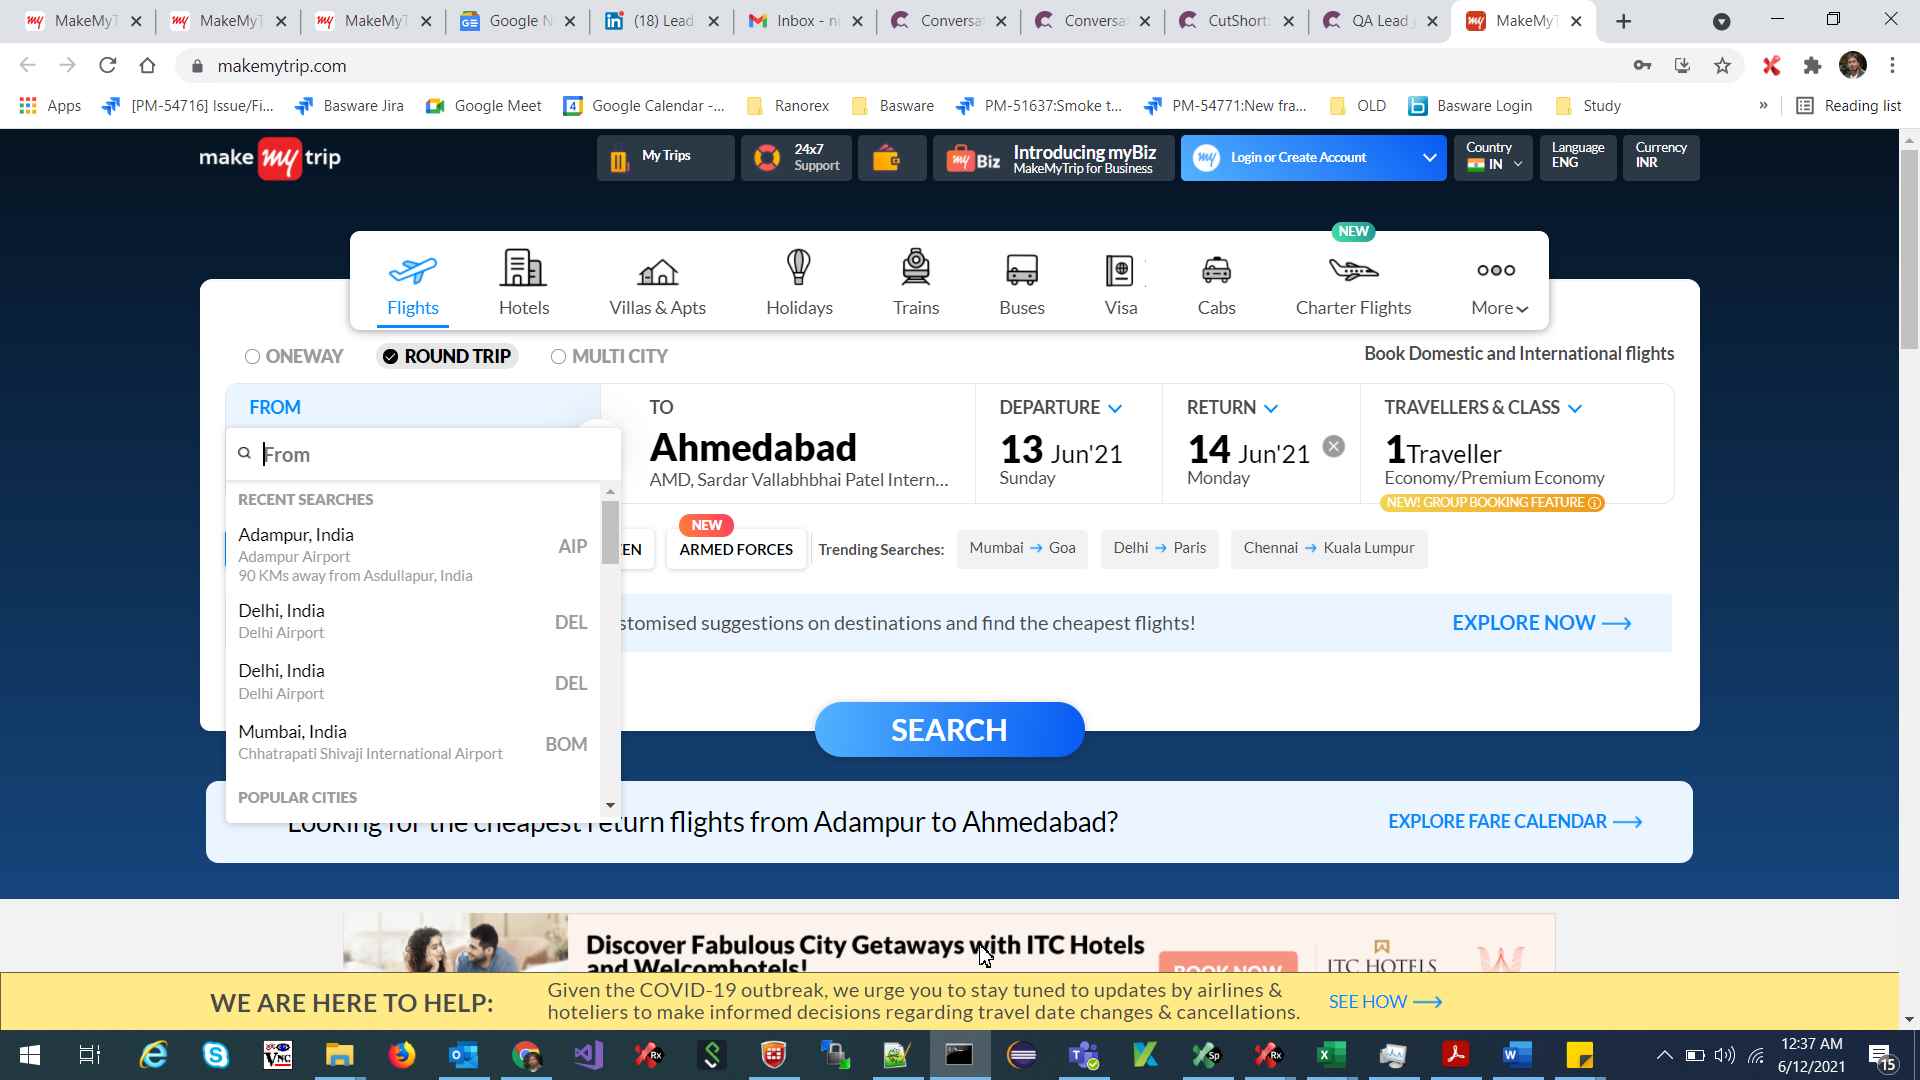 MakeMyT
MakeMyT
MakeMyT
Google N
(18) Lead
Inbox - n
Conversa
Conversa
CutShort
QA Lead
MakeMyT
makemytrip.com
Apps
[PM-54716] Issue/Fi...
Basware Jira
Google Meet
4
Google Calendar -...
Ranorex
Basware
PM-51637:Smoke t...
PM-54771:New fra...
OLD
Basware Login
Study
»
Reading list
make my trip
My Trips
24x7
Support
my Biz
Introducing myBiz
MakeMyTrip for Business
my
Login or Create Account
Country
IN
Language
ENG
Currency
INR
NEW
Flights
Hotels
Villas & Apts
Holidays
Trains
Buses
Visa
Cabs
Charter Flights
More
ONEWAY
ROUND TRIP
MULTI CITY
Book Domestic and International flights
FROM
From
RECENT SEARCHES
Adampur, India
Adampur Airport
AIP
90 KMs away from Asdullapur, India
Delhi, India
Delhi Airport
DEL
Delhi, India
Delhi Airport
DEL
Mumbai, India
Chhatrapati Shivaji International Airport
BOM
POPULAR CITIES
TO
Ahmedabad
AMD, Sardar Vallabhbhai Patel Intern...
DEPARTURE
13 Jun'21
Sunday
RETURN
14 Jun'21
Monday
TRAVELLERS & CLASS
1Traveller
Economy/Premium Economy
NEW! GROUP BOOKING FEATURE
EN
NEW
ARMED FORCES
Trending Searches:
Mumbai → Goa
Delhi → Paris
Chennai → Kuala Lumpur
stomised suggestions on destinations and find the cheapest flights!
EXPLORE NOW
SEARCH
Looking for the cheapest return flights from Adampur to Ahmedabad?
EXPLORE FARE CALENDAR
Discover Fabulous City Getaways with ITC Hotels
and Welcomhotels!
BOOK NOW
ITC HOTELS
WE ARE HERE TO HELP:
Given the COVID-19 outbreak, we urge you to stay tuned to updates by airlines &
hoteliers to make informed decisions regarding travel date changes & cancellations.
SEE HOW
VNC
Rx
Sp
Rx
12:37 AM
6/12/2021
15